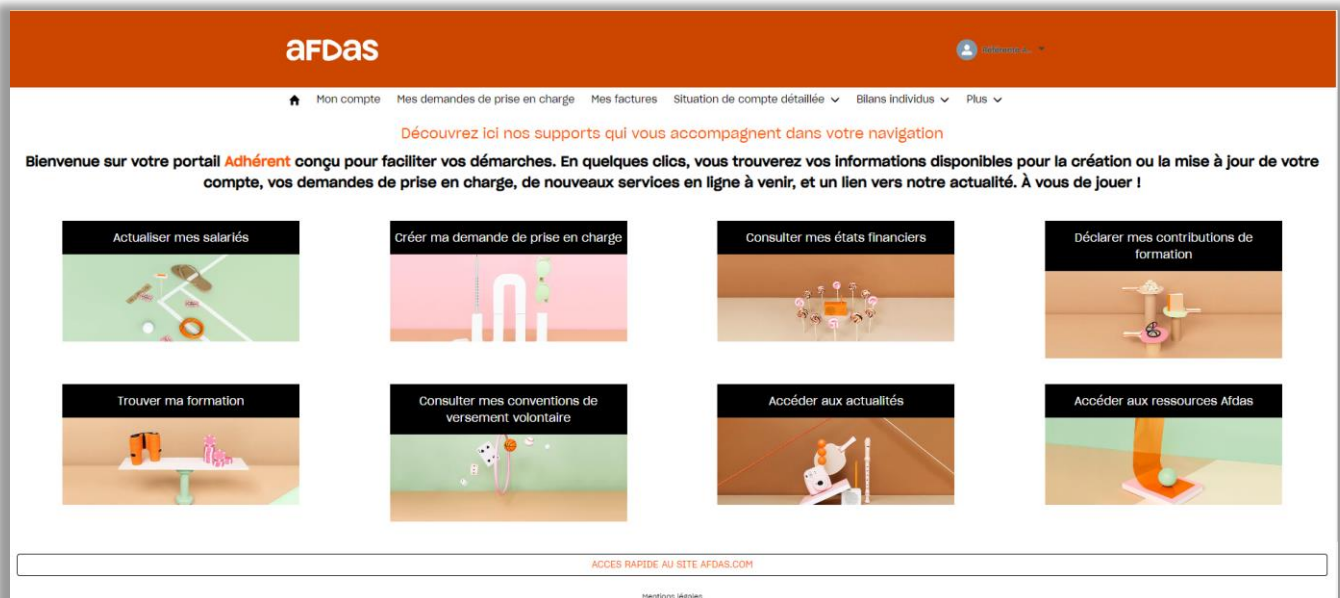 aFDas
Mon compte Mes demandes de prise en charge Mes factures Situation de compte détaillée Bilans individus Plus
Découvrez ici nos supports qui vous accompagnent dans votre navigation
Bienvenue sur votre portail Adhérent conçu pour faciliter vos démarches. En quelques clics, vous trouverez vos informations disponibles pour la création ou la mise à jour de votre
compte, vos demandes de prise en charge, de nouveaux services en ligne à venir, et un lien vers notre actualité. À vous de jouer !
Actualiser mes salariés
Créer ma demande de prise en charge
Consulter mes états financiers
Déclarer mes contributions de
formation
Trouver ma formation
Consulter mes conventions de
versement volontaire
Accéder aux actualités
Accéder aux ressources Afdas
ACCES RAPIDE AU SITE AFDAS.COM
Mentions légales